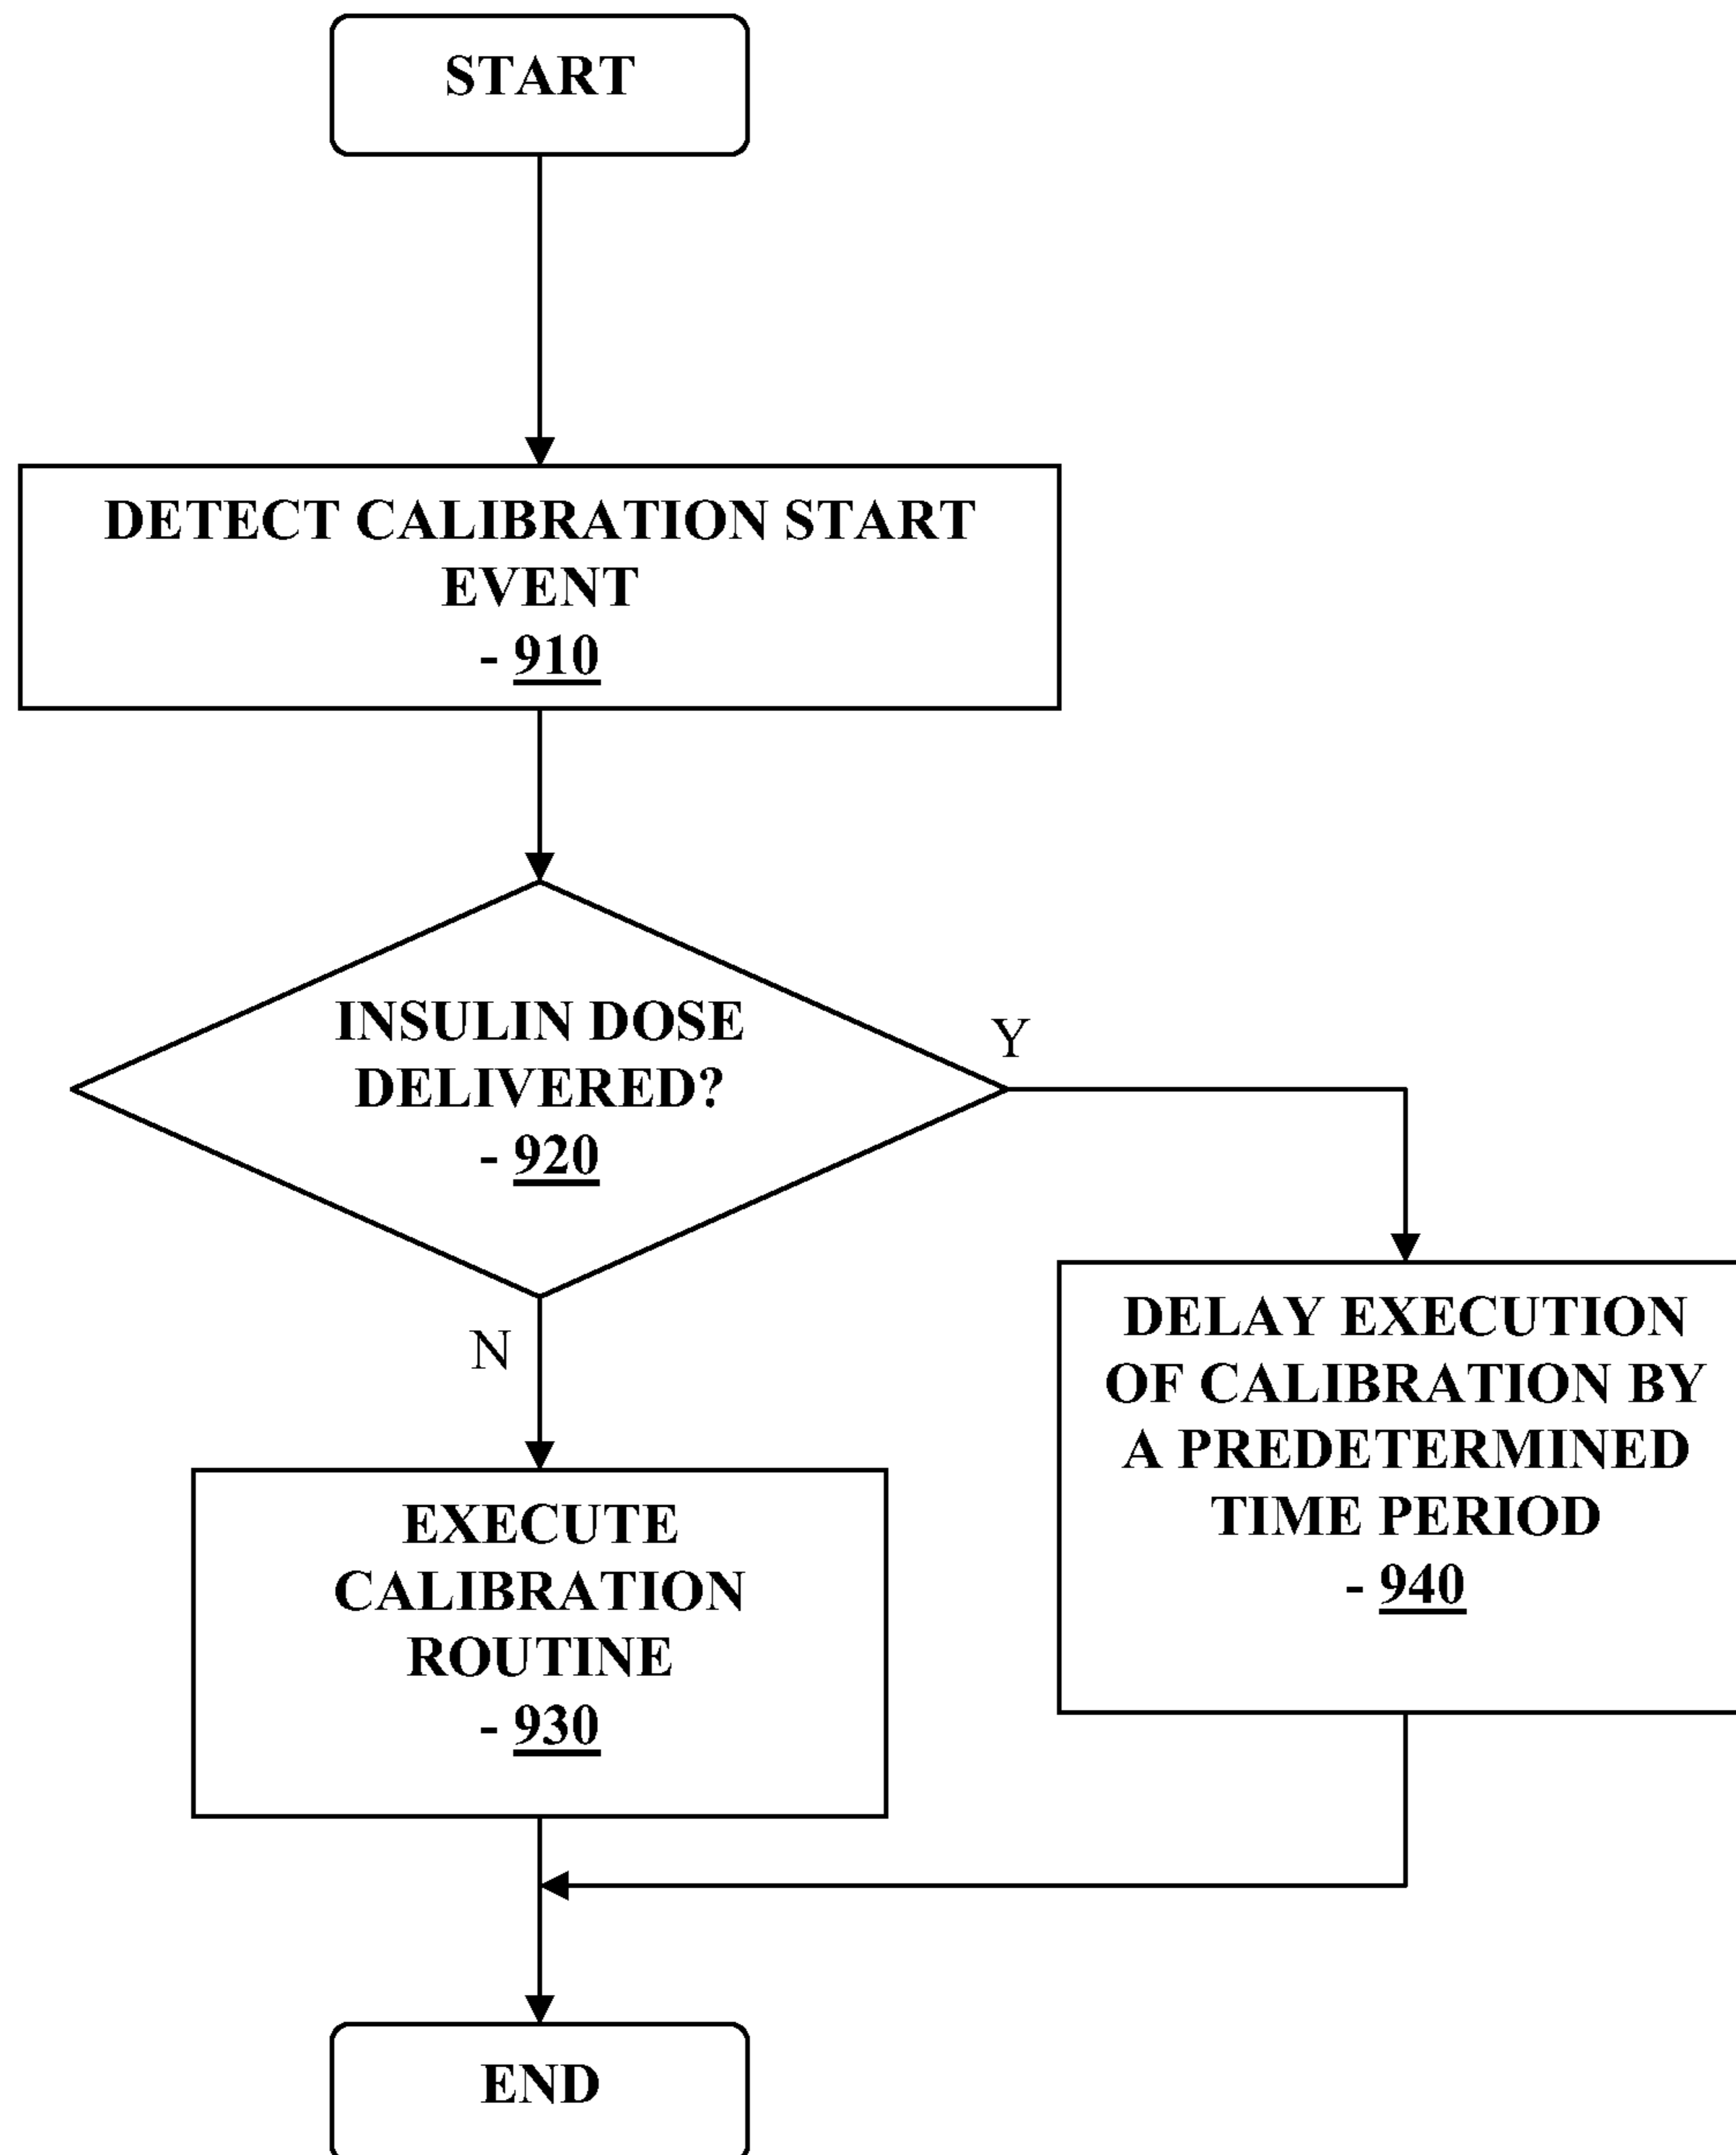 START
DETECT CALIBRATION START
EVENT
- 910
INSULIN DOSE
DELIVERED?
- 920
Y
N
DELAY EXECUTION
OF CALIBRATION BY
A PREDETERMINED
TIME PERIOD
- 940
EXECUTE
CALIBRATION
ROUTINE
- 930
END